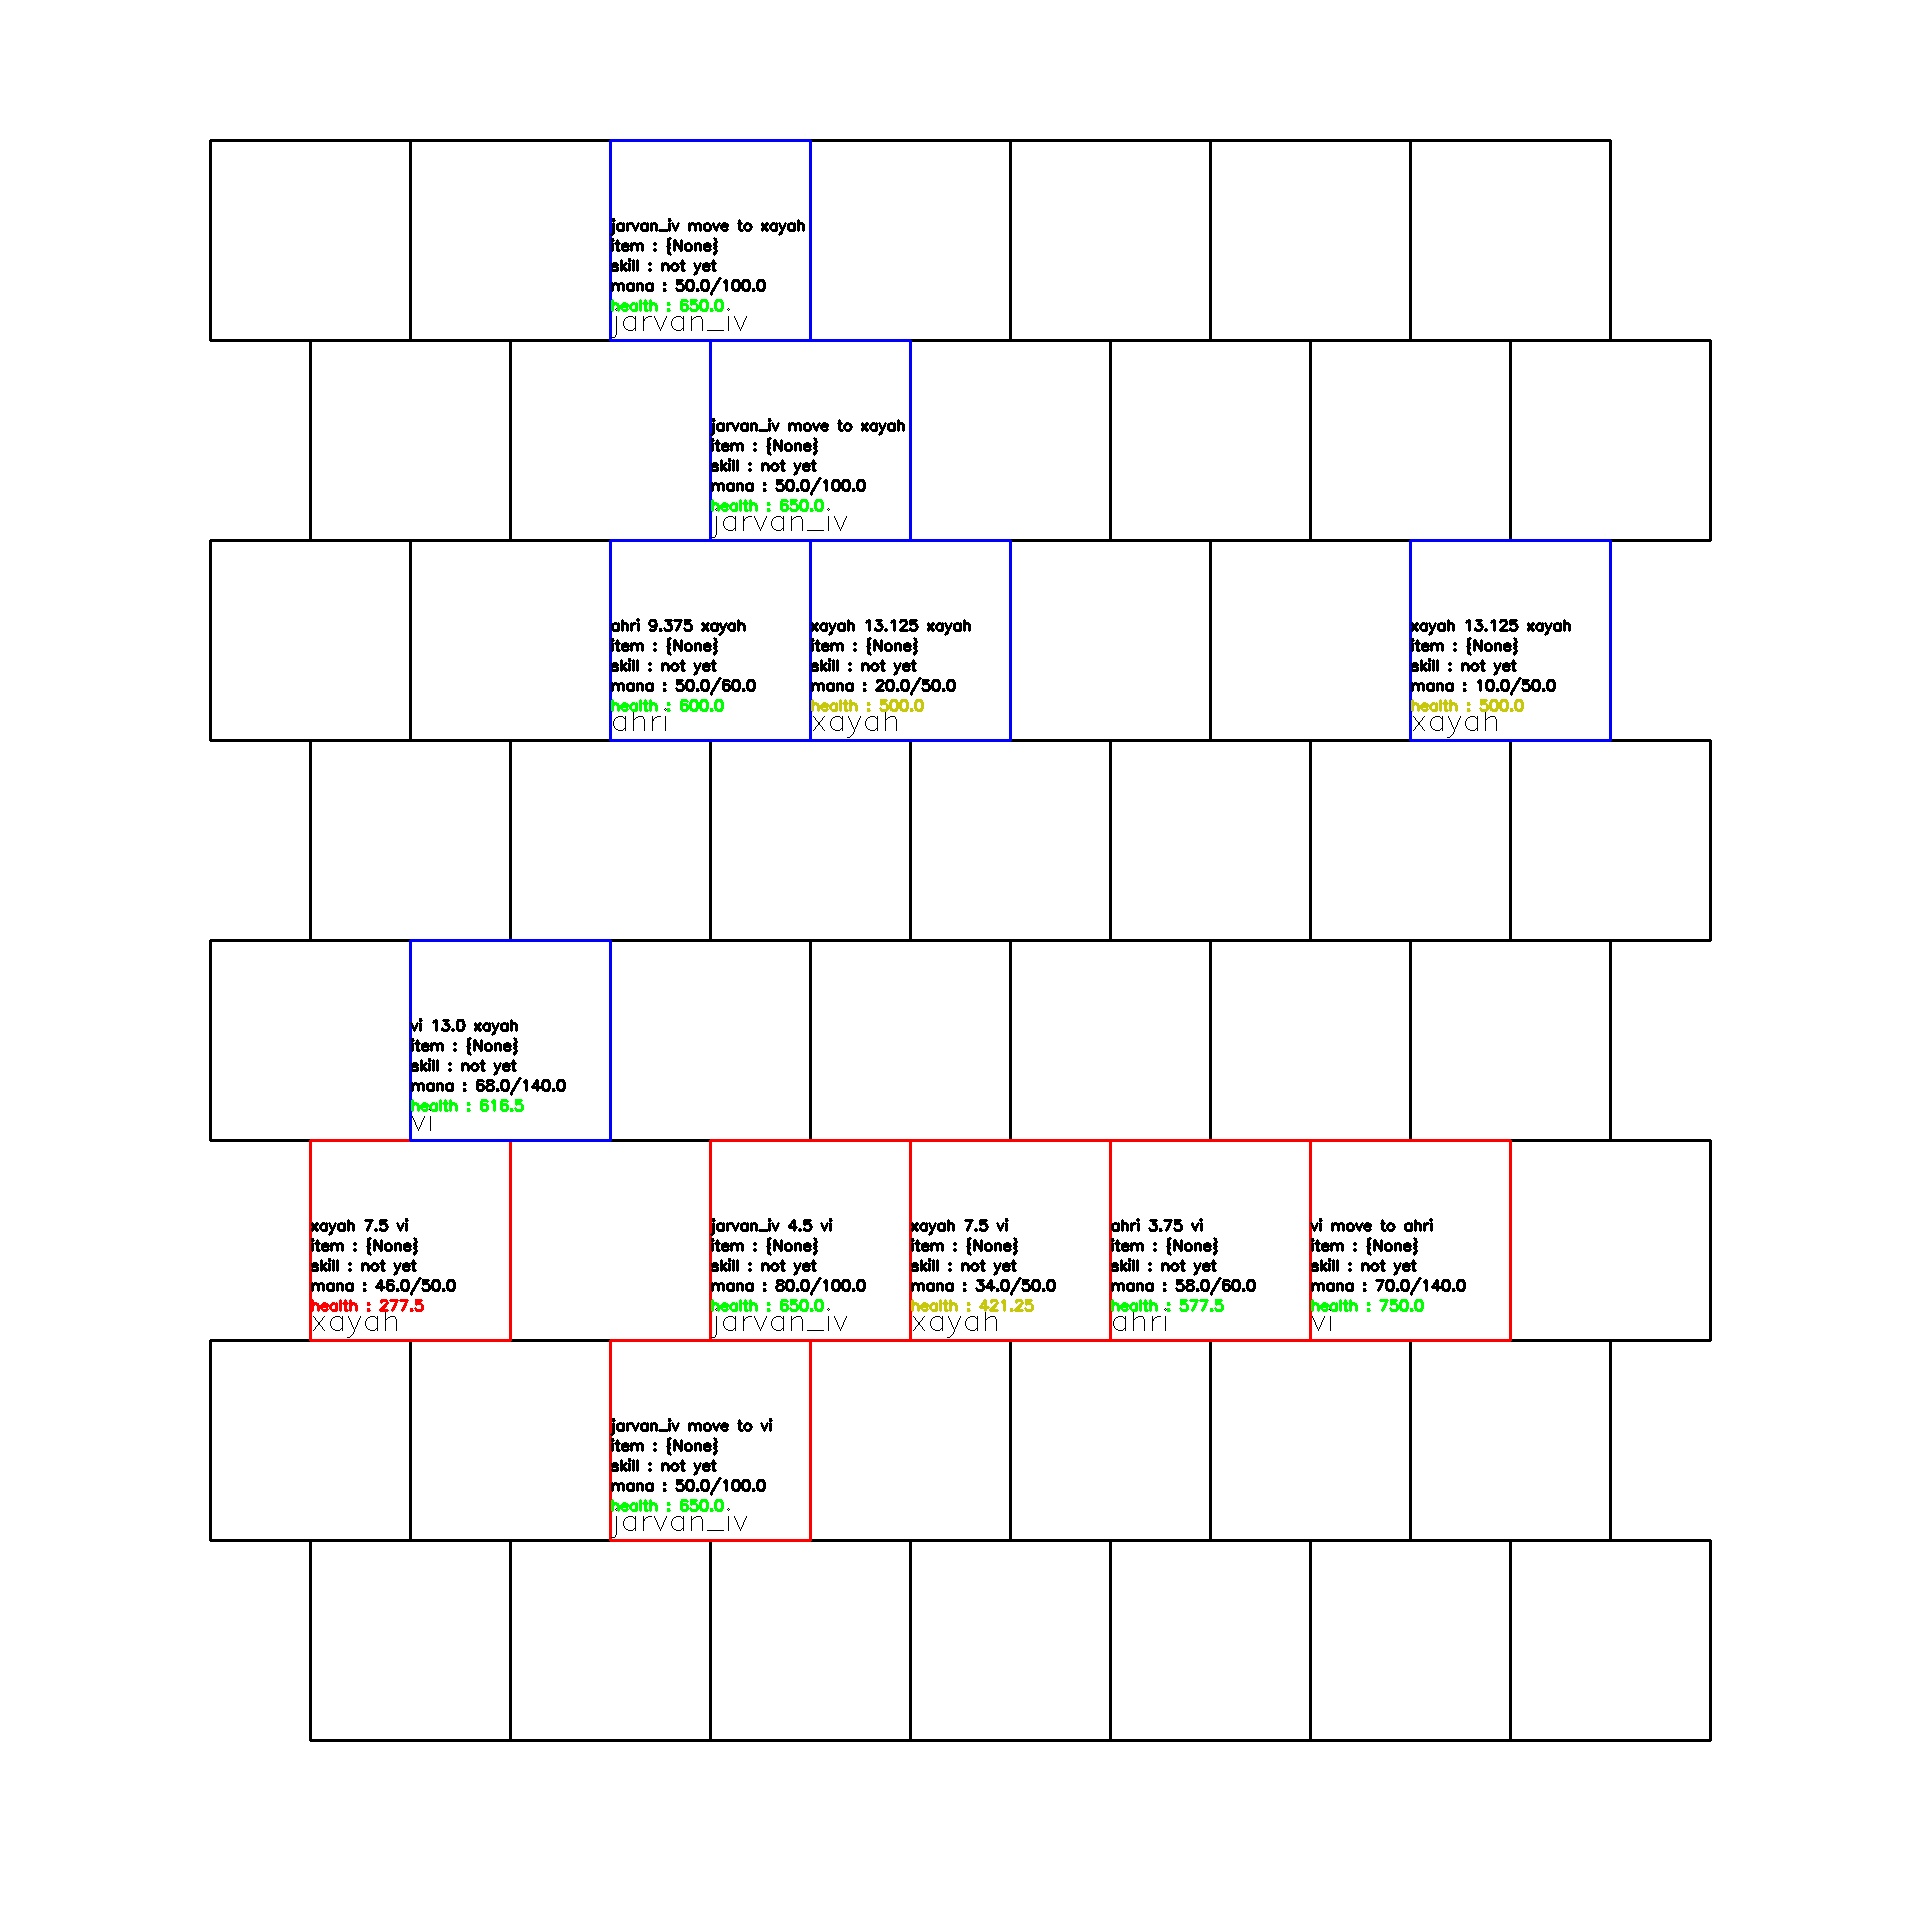 jarvan_iv move to xayah
item : {None}
skill : not yet
mana : 50.0/100.0
health : 650.0
jarvan_iv
jarvan_iv move to xayah
item : {None}
skill : not yet
mana : 50.0/100.0
health : 650.0
jarvan_iv
ahri 9.375 xayah
item : {None}
skill : not yet
mana : 50.0/60.0
health : 600.0
ahri
xayah 13.125 xayah
item : {None}
skill : not yet
mana : 20.0/50.0
health : 500.0
xayah
xayah 13.125 xayah
item : {None}
skill : not yet
mana : 10.0/50.0
health : 500.0
xayah
vi 13.0 xayah
item : {None}
skill : not yet
mana : 68.0/140.0
health : 616.5
vi
xayah 7.5 vi
item : {None}
skill : not yet
mana : 46.0/50.0
health : 277.5
xayah
jarvan_iv 4.5 vi
item : {None}
skill : not yet
mana : 80.0/100.0
health : 650.0
jarvan_iv
xayah 7.5 vi
item : {None}
skill : not yet
mana : 34.0/50.0
health : 421.25
xayah
ahri 3.75 vi
item : {None}
skill : not yet
mana : 58.0/60.0
health : 577.5
ahri
vi move to ahri
item : {None}
skill : not yet
mana : 70.0/140.0
health : 750.0
vi
jarvan_iv move to vi
item : {None}
skill : not yet
mana : 50.0/100.0
health : 650.0
jarvan_iv